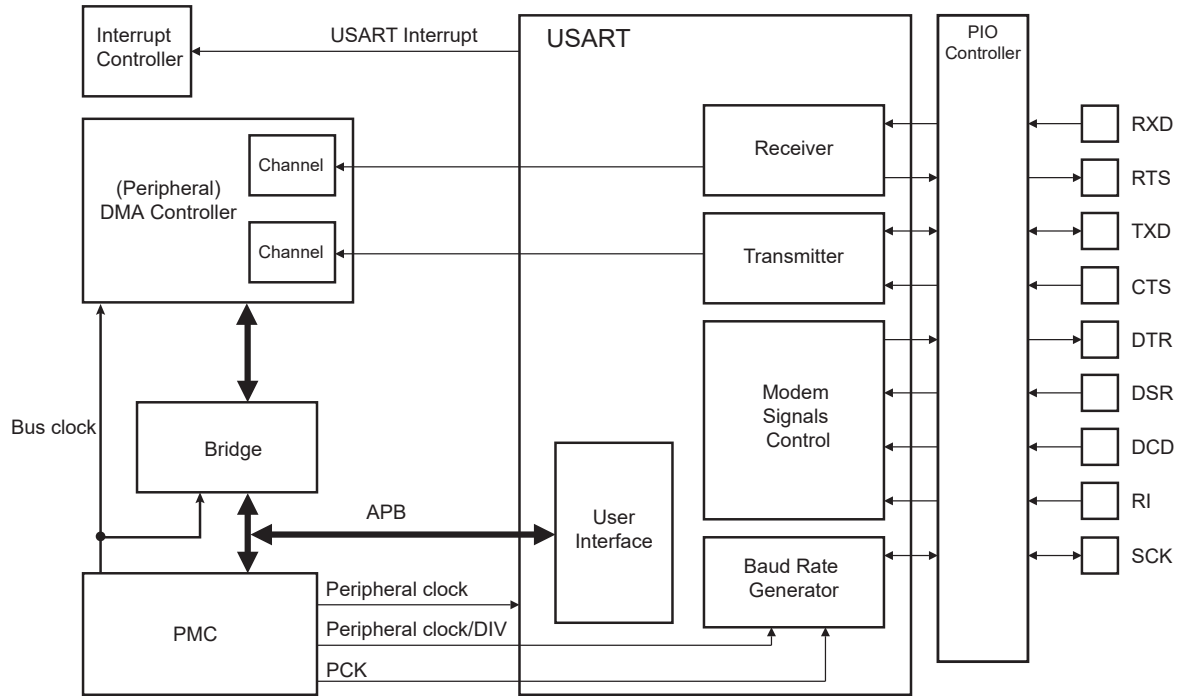 Interrupt
Controller
USART Interrupt
USART
PIO
Controller
(Peripheral)
DMA Controller
Channel
Channel
Receiver
Transmitter
Modem
Signals
Control
RXD
RTS
TXD
CTS
DTR
DSR
DCD
RI
SCK
Bus clock
Bridge
APB
User
Interface
Baud Rate
Generator
PMC
Peripheral clock
Peripheral clock/DIV
PCK